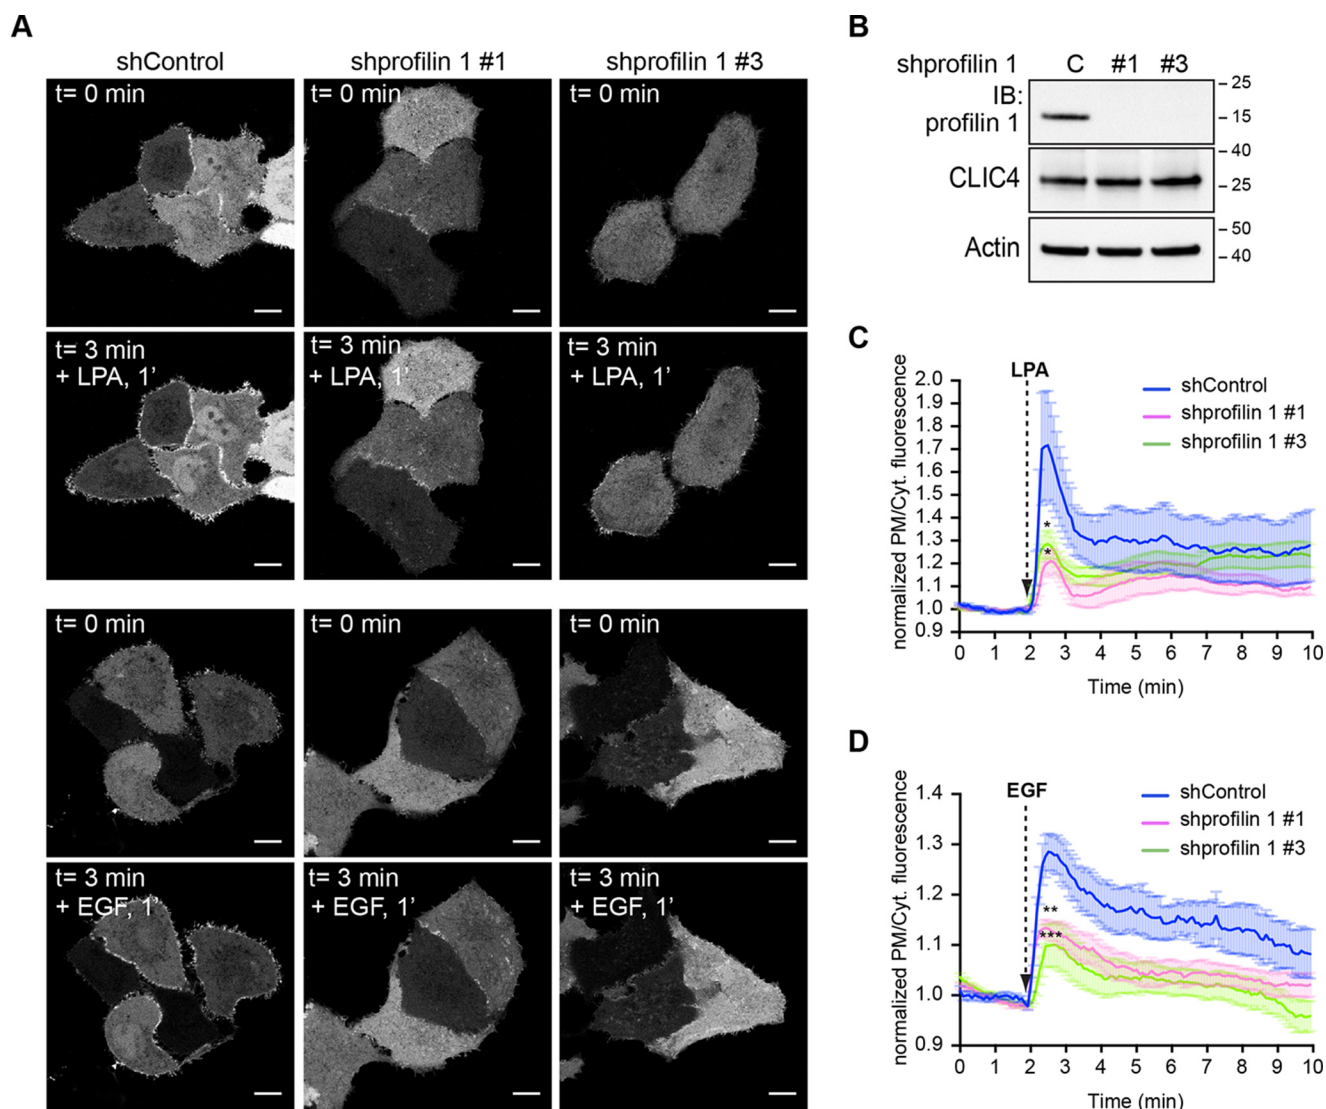 A
shControl
shprofilin 1 #1
shprofilin 1 #3
t= 0 min
t= 0 min
t= 0 min
t= 3 min
+ LPA, 1’
t= 3 min
+ LPA, 1’
t= 3 min
+ LPA, 1’
t= 0 min
t= 0 min
t= 0 min
t= 3 min
+ EGF, 1’
t= 3 min
+ EGF, 1’
t= 3 min
+ EGF, 1’
B
shprofilin 1 C #1 #3
IB:
profilin 1
25
15
CLIC4
40
25
Actin
50
40
C
LPA
shControl
shprofilin 1 #1
shprofilin 1 #3
normalized PM/Cyt. fluorescence
2.0
1.9
1.8
1.7
1.6
1.5
1.4
1.3
1.2
1.1
1.0
0.9
*
*
0 1 2 3 4 5 6 7 8 9 10
Time (min)
D
EGF
shControl
shprofilin 1 #1
shprofilin 1 #3
normalized PM/Cyt. fluorescence
1.4
1.3
1.2
1.1
1.0
0.9
**
***
0 1 2 3 4 5 6 7 8 9 10
Time (min)